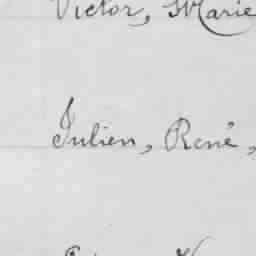 Victor, Marie
Julien, René,